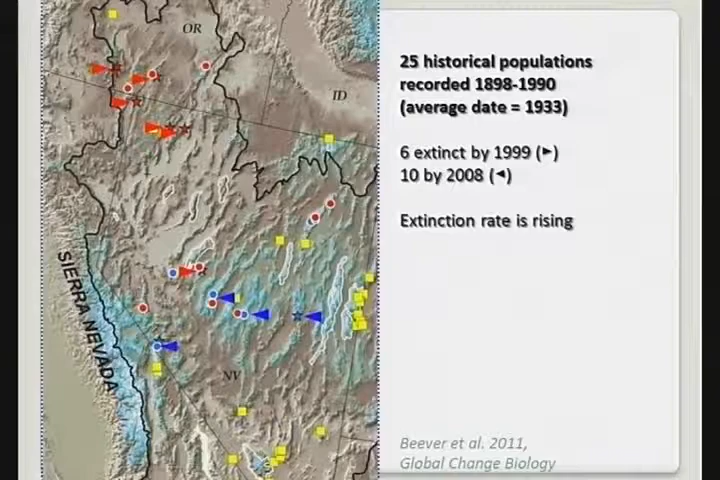 OR
ID
SIERRA NEVADA
NV
25 historical populations
recorded 1898-1990
(average date = 1933)
6 extinct by 1999 (►)
10 by 2008 (◄)
Extinction rate is rising
Beever et al. 2011,
Global Change Biology